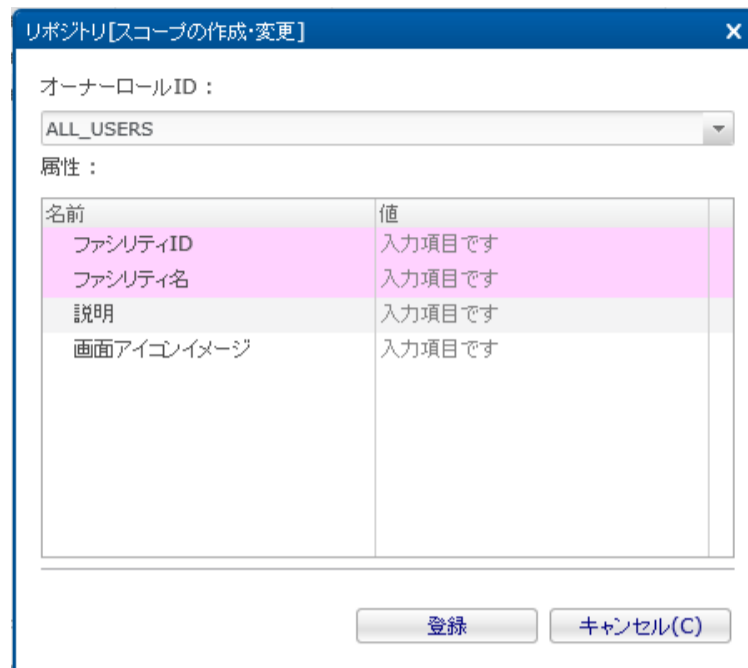 リポジトリ[スコープの作成・変更]
オーナーロールID：
ALL_USERS
属性：
名前 値
ファシリティID 入力項目です
ファシリティ名 入力項目です
説明 入力項目です
画面アイコンイメージ 入力項目です
登録 キャンセル(C)